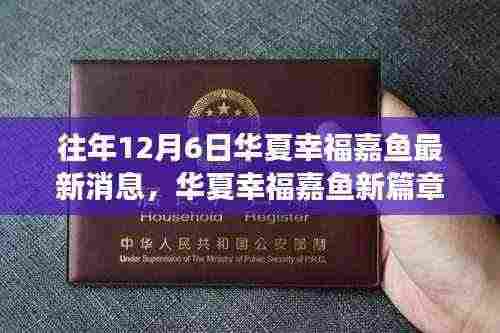 往年12月6日华夏幸福嘉鱼最
新消息，华夏幸福嘉鱼新篇章
Household Register
中华人民共和国公安部制
Under Supervision of The Ministry of Public Security of P.R.C.